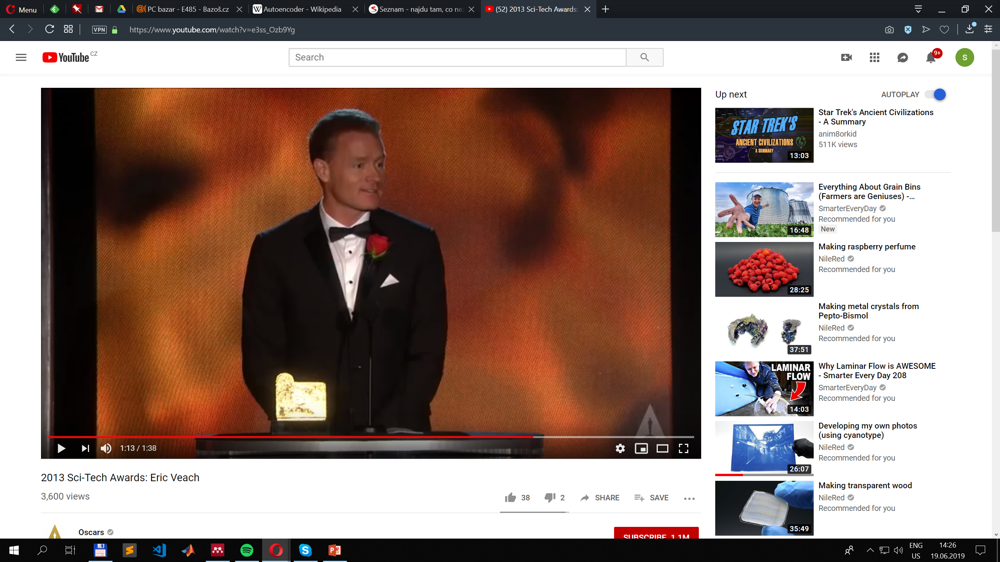 Menu
PC bazar - E485 - Bazoš.cz
Autoencoder - Wikipedia
Seznam - najdu tam, co nez
(52) 2013 Sci-Tech Awards:
VPN
https://www.youtube.com/watch?v=e3ss_Ozb9Yg
YouTube CZ
Search
9+
S
Up next
AUTOPLAY
STAR TREK'S
ANCIENT CIVILIZATIONS
A SUMMARY
13:03
Star Trek's Ancient Civilizations
- A Summary
anim8orkid
511K views
16:48
Everything About Grain Bins
(Farmers are Geniuses) -...
SmarterEveryDay
Recommended for you
New
28:25
Making raspberry perfume
NileRed
Recommended for you
37:51
Making metal crystals from
Pepto-Bismol
NileRed
Recommended for you
LAMINAR
FLOW
14:03
Why Laminar Flow is AWESOME
- Smarter Every Day 208
SmarterEveryDay
Recommended for you
26:07
Developing my own photos
(using cyanotype)
NileRed
Recommended for you
35:49
Making transparent wood
NileRed
Recommended for you
1:13 / 1:38
2013 Sci-Tech Awards: Eric Veach
3,600 views
38
2
SHARE
SAVE
Oscars
SUBSCRIBE 1.1M
ENG
US
14:26
19.06.2019